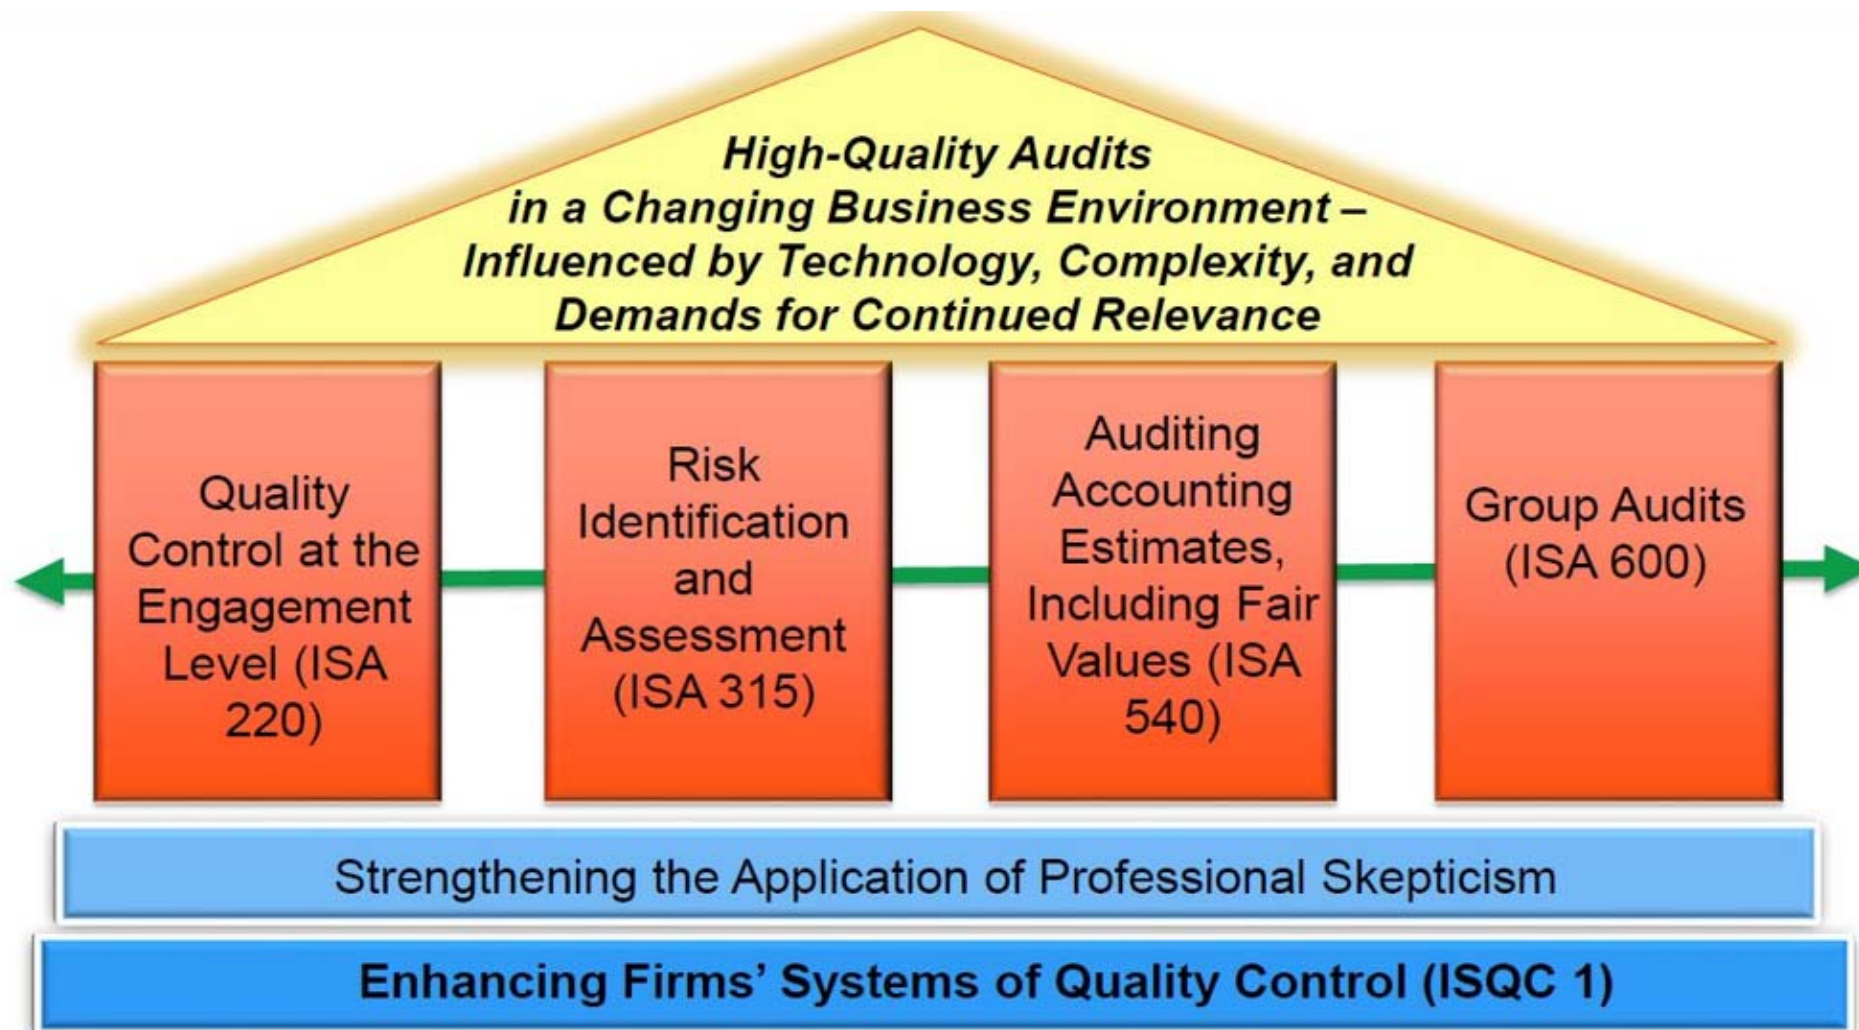 High-Quality Audits
in a Changing Business Environment –
Influenced by Technology, Complexity, and
Demands for Continued Relevance
Quality
Control at the
Engagement
Level (ISA
220)
Risk
Identification
and
Assessment
(ISA 315)
Auditing
Accounting
Estimates,
Including Fair
Values (ISA
540)
Group Audits
(ISA 600)
Strengthening the Application of Professional Skepticism
Enhancing Firms’ Systems of Quality Control (ISQC 1)